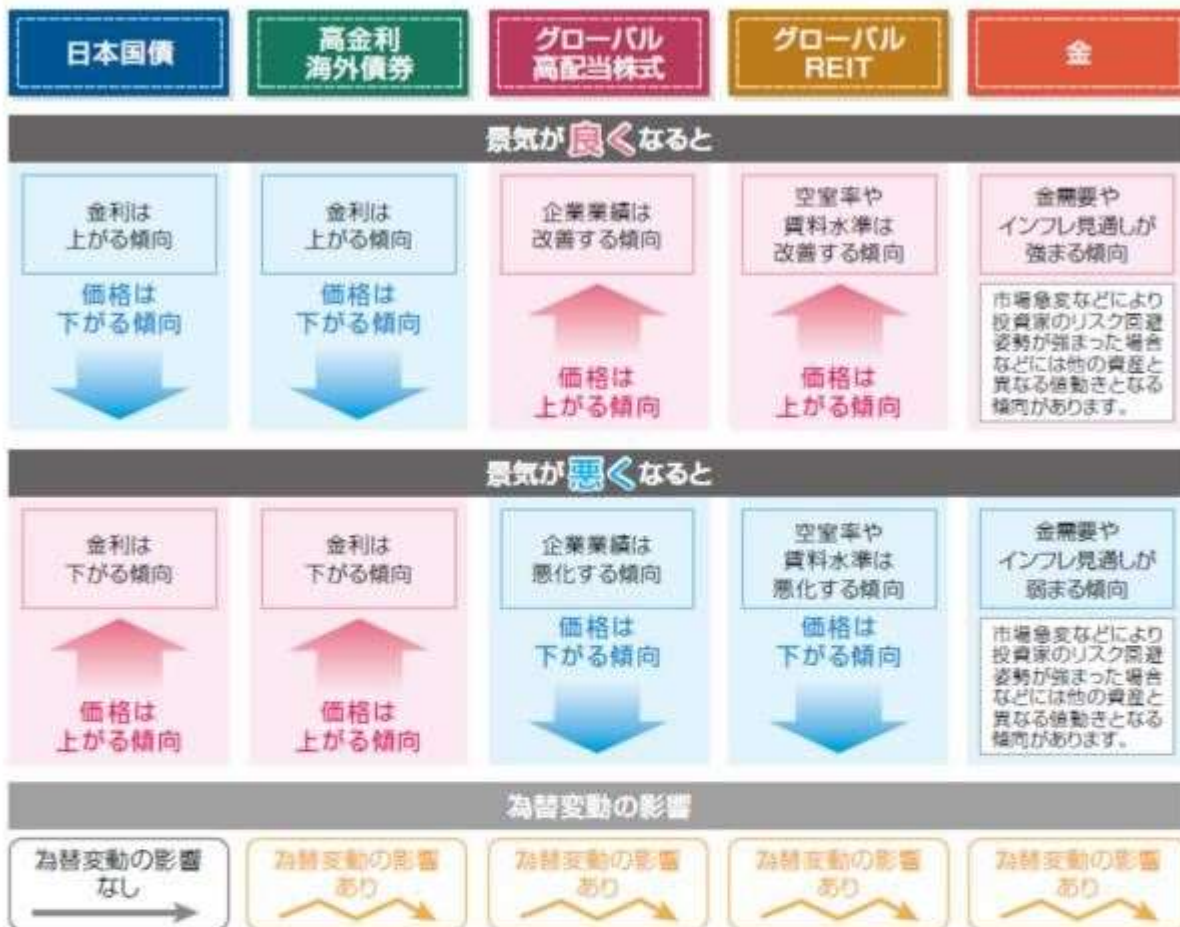 日本国債
高金利
海外債券
グローバル
高配当株式
グローバル
REIT
金
景気が良くなると
金利は
上がる傾向
価格は
下がる傾向
金利は
上がる傾向
価格は
下がる傾向
企業業績は
改善する傾向
価格は
上がる傾向
空室率や
賃料水準は
改善する傾向
価格は
上がる傾向
金需要や
インフレ見通しが
強まる傾向
市場急変などにより
投資家のリスク回避
姿勢が強まった場合
などには他の資産と
異なる値動きとなる
傾向があります。
景気が悪くなると
金利は
下がる傾向
価格は
上がる傾向
金利は
下がる傾向
価格は
上がる傾向
企業業績は
悪化する傾向
価格は
下がる傾向
空室率や
賃料水準は
悪化する傾向
価格は
下がる傾向
金需要や
インフレ見通しが
弱まる傾向
市場急変などにより
投資家のリスク回避
姿勢が強まった場合
などには他の資産と
異なる値動きとなる
傾向があります。
為替変動の影響
為替変動の影響
なし
為替変動の影響
あり
為替変動の影響
あり
為替変動の影響
あり
為替変動の影響
あり